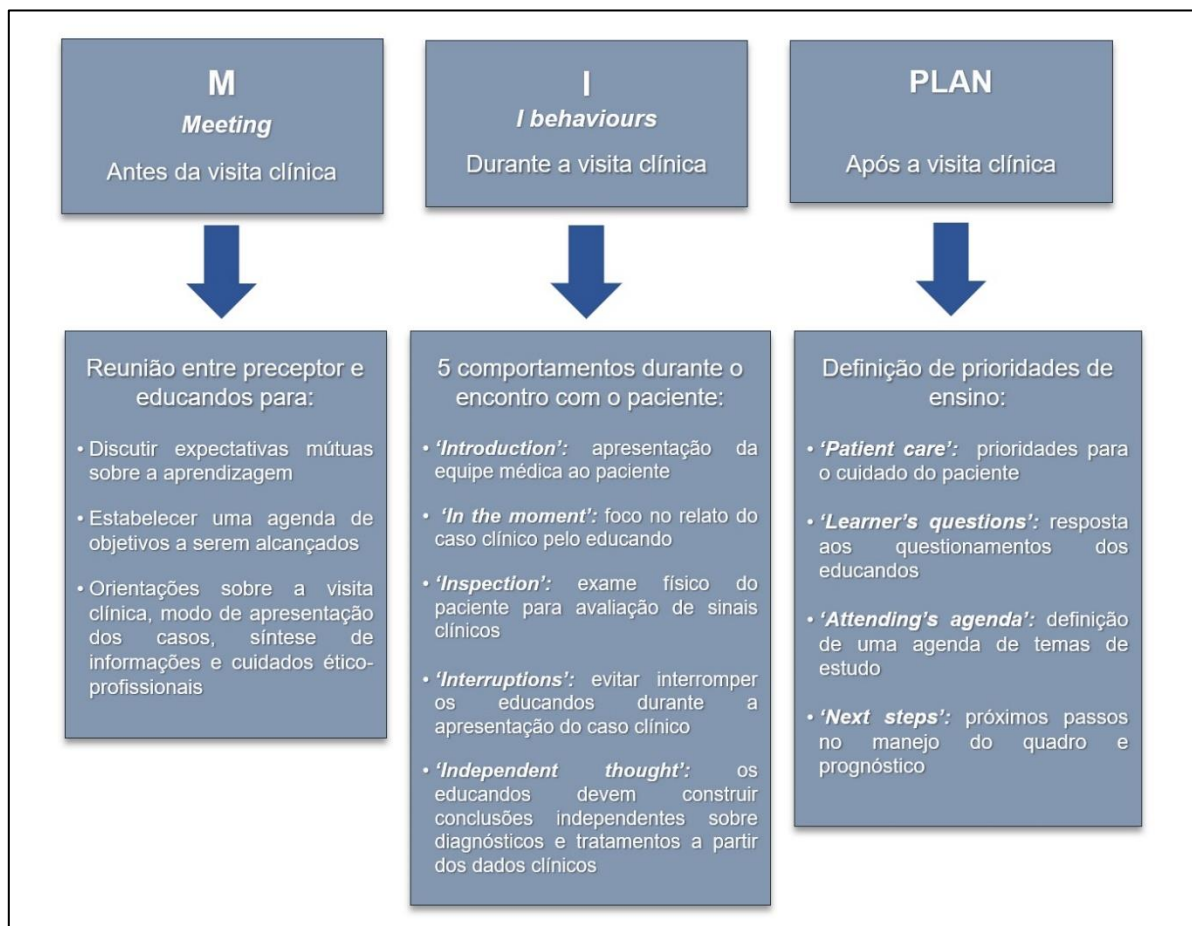 M
Meeting
Antes da visita clínica
I
I behaviours
Durante a visita clínica
PLAN
Após a visita clínica
Reunião entre preceptor e
educandos para:
• Discutir expectativas mútuas
sobre a aprendizagem
• Estabelecer uma agenda de
objetivos a serem alcançados
• Orientações sobre a visita
clínica, modo de apresentação
dos casos, síntese de
informações e cuidados ético-
profissionais
5 comportamentos durante o
encontro com o paciente:
• 'Introduction': apresentação da
equipe médica ao paciente
• 'In the moment': foco no relato do
caso clínico pelo educando
• 'Inspection': exame físico do
paciente para avaliação de sinais
clínicos
• 'Interruptions': evitar interromper
os educandos durante a
apresentação do caso clínico
• 'Independent thought': os
educandos devem construir
conclusões independentes sobre
diagnósticos e tratamentos a partir
dos dados clínicos
Definição de prioridades de
ensino:
• 'Patient care': prioridades para
o cuidado do paciente
• 'Learner's questions': resposta
aos questionamentos dos
educandos
• 'Attending's agenda': definição
de uma agenda de temas de
estudo
• 'Next steps': próximos passos
no manejo do quadro e
prognóstico